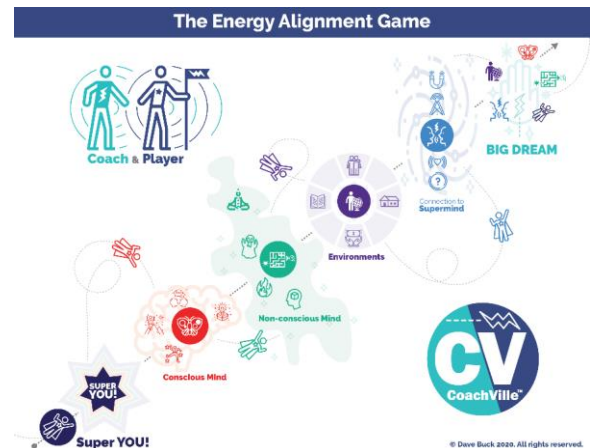 The Energy Alignment Game
Coach & Player
BIG DREAM
Connection to
Supermind
Environments
Non-conscious Mind
Conscious Mind
SUPER
YOU!
Super YOU!
CV
CoachVille™
© Dave Buck 2020. All rights reserved.